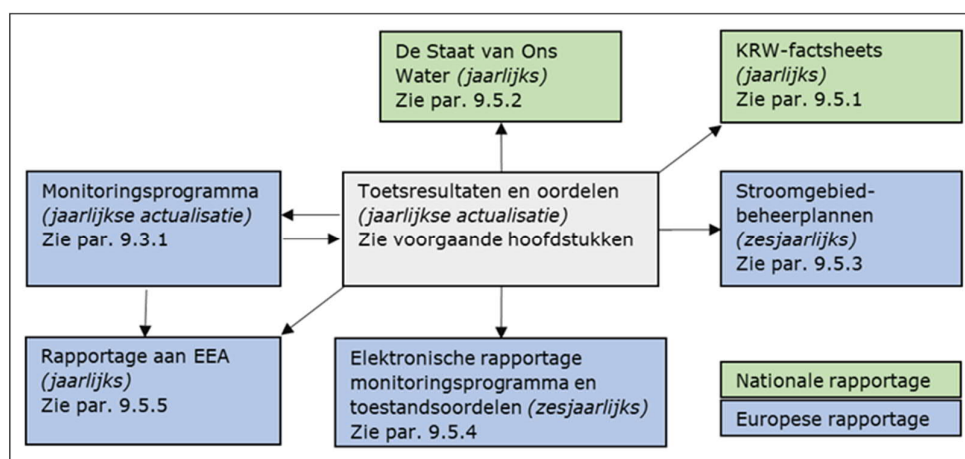 De Staat van Ons
Water (jaarlijks)
Zie par. 9.5.2
KRW-factsheets
(jaarlijks)
Zie par. 9.5.1
Monitoringsprogramma
(jaarlijkse actualisatie)
Zie par. 9.3.1
Toetsresultaten en oordelen
(jaarlijkse actualisatie)
Zie voorgaande hoofdstukken
Stroomgebied-
beheerplannen
(zesjaarlijks)
Zie par. 9.5.3
Rapportage aan EEA
(jaarlijks)
Zie par. 9.5.5
Elektronische rapportage
monitoringsprogramma en
toestandsoordelen (zesjaarlijks)
Zie par. 9.5.4
Nationale rapportage
Europese rapportage